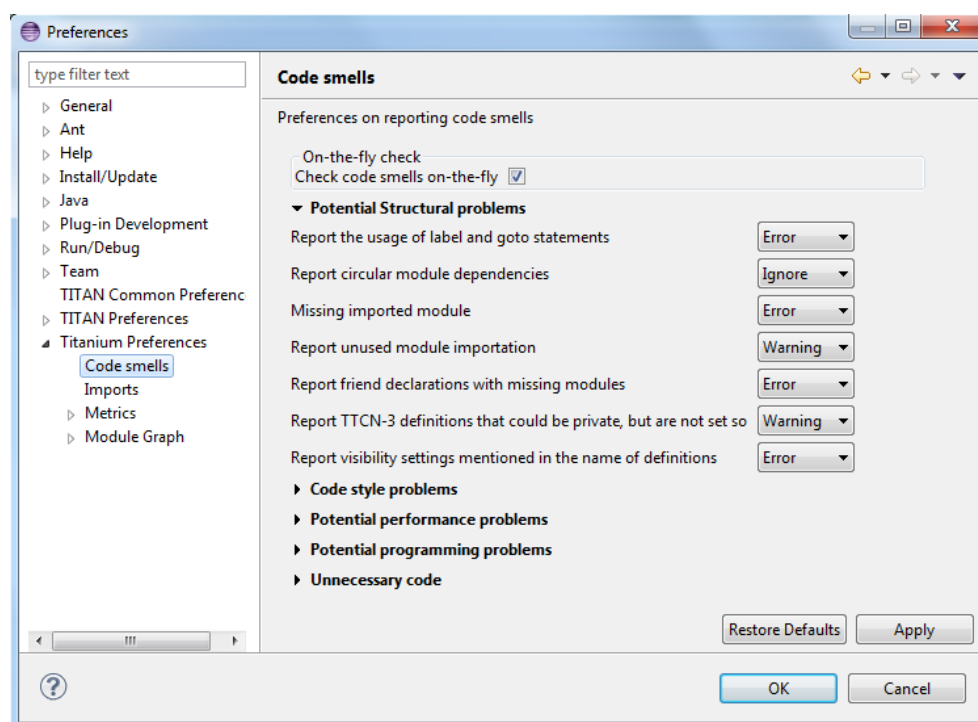 Preferences
type filter text
General
Ant
Help
Install/Update
Java
Plug-in Development
Run/Debug
Team
TITAN Common Preferenc
TITAN Preferences
Titanium Preferences
Code smells
Imports
Metrics
Module Graph
Code smells
Preferences on reporting code smells
On-the-fly check
Check code smells on-the-fly
Potential Structural problems
Report the usage of label and goto statements Error
Report circular module dependencies Ignore
Missing imported module Error
Report unused module importation Warning
Report friend declarations with missing modules Error
Report TTCN-3 definitions that could be private, but are not set so Warning
Report visibility settings mentioned in the name of definitions Error
Code style problems
Potential performance problems
Potential programming problems
Unnecessary code
Restore Defaults Apply
OK Cancel